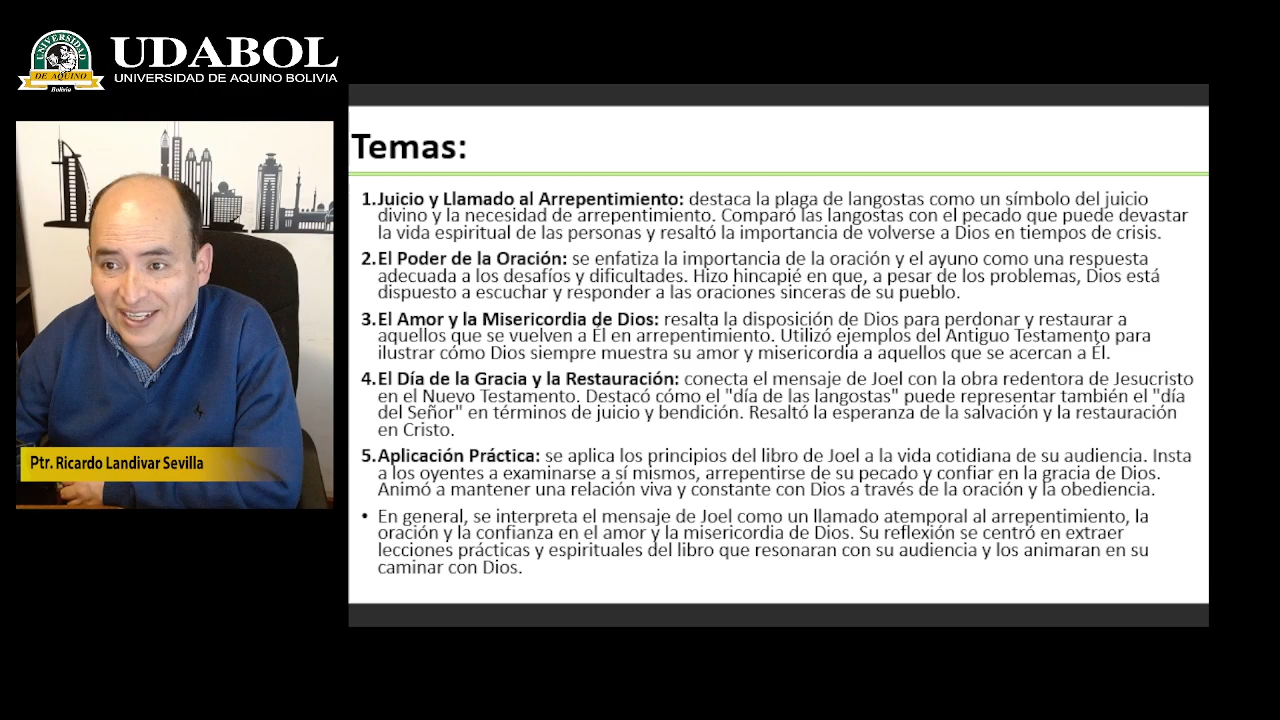 UNIVERSIDAD
DE AQUINO
Bolivia
UDABOL
UNIVERSIDAD DE AQUINO BOLIVIA
Ptr. Ricardo Landivar Sevilla
Temas:
1. Juicio y Llamado al Arrepentimiento: destaca la plaga de langostas como un símbolo del juicio
divino y la necesidad de arrepentimiento. Comparó las langostas con el pecado que puede devastar
la vida espiritual de las personas y resaltó la importancia de volverse a Dios en tiempos de crisis.
2. El Poder de la Oración: se enfatiza la importancia de la oración y el ayuno como una respuesta
adecuada a los desafíos y dificultades. Hizo hincapié en que, a pesar de los problemas, Dios está
dispuesto a escuchar y responder a las oraciones sinceras de su pueblo.
3. El Amor y la Misericordia de Dios: resalta la disposición de Dios para perdonar y restaurar a
aquellos que se vuelven a Él en arrepentimiento. Utilizó ejemplos del Antiguo Testamento para
ilustrar cómo Dios siempre muestra su amor y misericordia a aquellos que se acercan a Él.
4. El Día de la Gracia y la Restauración: conecta el mensaje de Joel con la obra redentora de Jesucristo
en el Nuevo Testamento. Destacó cómo el "día de las langostas" puede representar también el "día
del Señor" en términos de juicio y bendición. Resaltó la esperanza de la salvación y la restauración
en Cristo.
5. Aplicación Práctica: se aplica los principios del libro de Joel a la vida cotidiana de su audiencia. Insta
a los oyentes a examinarse a sí mismos, arrepentirse de su pecado y confiar en la gracia de Dios.
Animó a mantener una relación viva y constante con Dios a través de la oración y la obediencia.
• En general, se interpreta el mensaje de Joel como un llamado atemporal al arrepentimiento, la
oración y la confianza en el amor y la misericordia de Dios. Su reflexión se centró en extraer
lecciones prácticas y espirituales del libro que resonaran con su audiencia y los animaran en su
caminar con Dios.